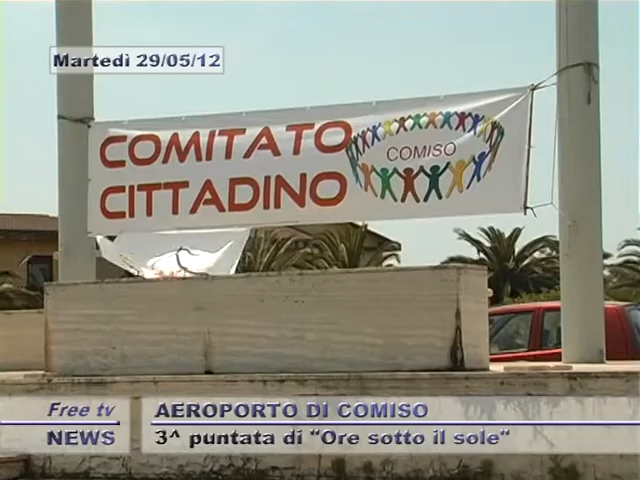 Martedì 29/05/12
COMITATO
CITTADINO
COMISO
Free tv
NEWS
AEROPORTO DI COMISO
3^ puntata di "Ore sotto il sole"